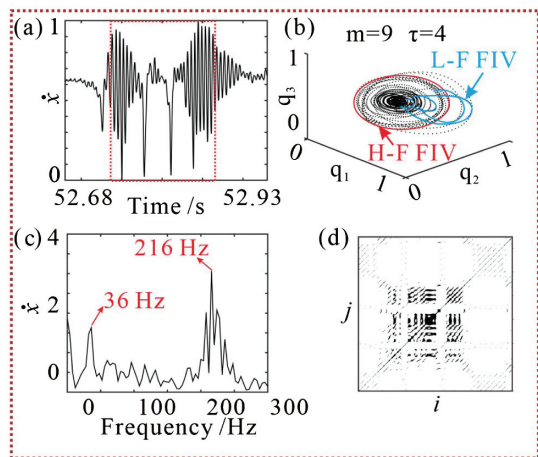 (a)
1
ẋ
0
52.68
52.93
Time /s
(b)
m=9 τ=4
L-F FIV
1
q₃
0
H-F FIV
0
q₁
1
0
q₂
1
(c)
4
216 Hz
36 Hz
ẋ
2
0
0
100
200
300
Frequency /Hz
(d)
j
i